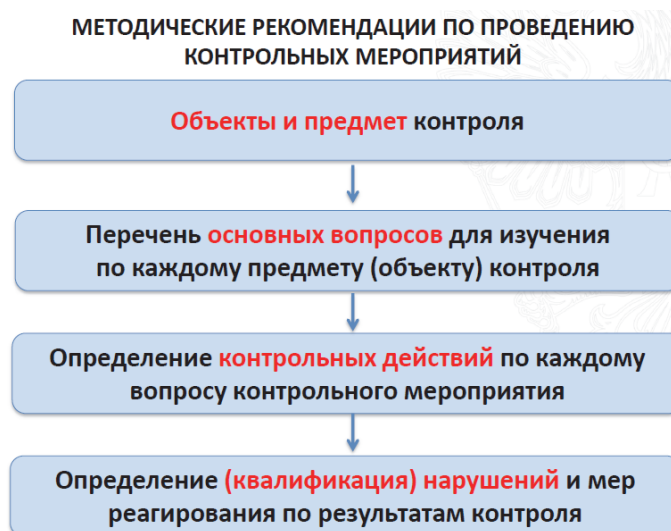 МЕТОДИЧЕСКИЕ РЕКОМЕНДАЦИИ ПО ПРОВЕДЕНИЮ
КОНТРОЛЬНЫХ МЕРОПРИЯТИЙ
Объекты и предмет контроля
Перечень основных вопросов для изучения
по каждому предмету (объекту) контроля
Определение контрольных действий по каждому
вопросу контрольного мероприятия
Определение (квалификация) нарушений и мер
реагирования по результатам контроля